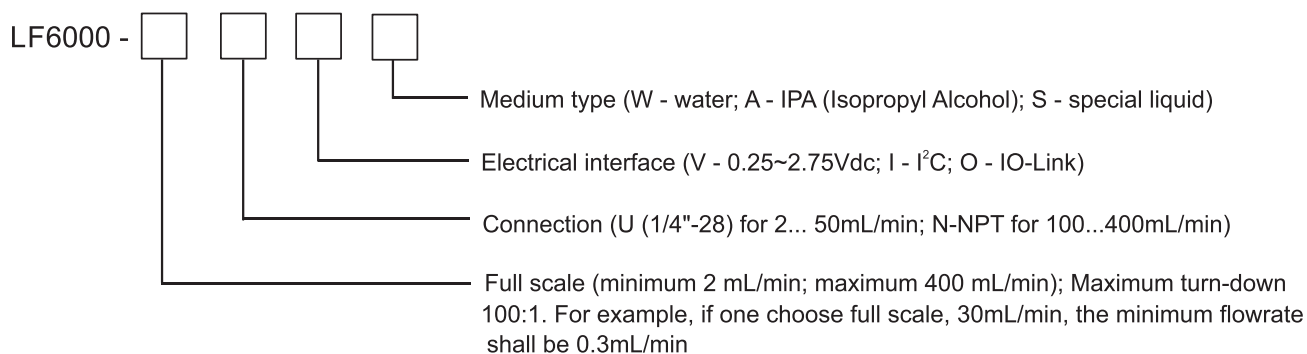 LF6000 -
Medium type (W - water; A - IPA (Isopropyl Alcohol); S - special liquid)
Electrical interface (V - 0.25~2.75Vdc; I - I²C; O - IO-Link)
Connection (U (1/4"-28) for 2... 50mL/min; N-NPT for 100...400mL/min)
Full scale (minimum 2 mL/min; maximum 400 mL/min); Maximum turn-down
100:1. For example, if one choose full scale, 30mL/min, the minimum flowrate
shall be 0.3mL/min